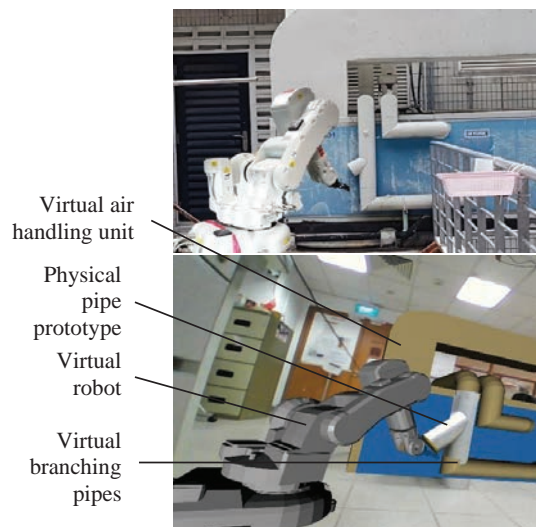 Virtual air
handling unit
Physical
pipe
prototype
Virtual
robot
Virtual
branching
pipes